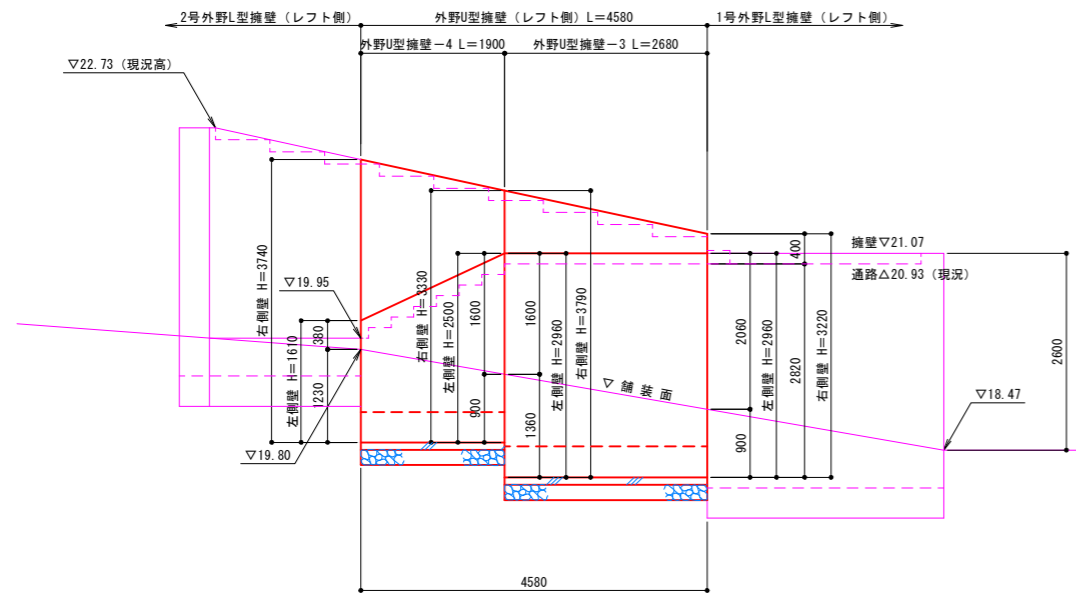 2号外野L型擁壁（レフト側）
外野U型擁壁（レフト側）L=4580
1号外野L型擁壁（レフト側）
外野U型擁壁－4 L=1900
外野U型擁壁－3 L=2680
▽22.73（現況高）
右側壁 H=3740
▽19.95
左側壁 H=1610
380
1230
▽19.80
右側壁 H=3330
左側壁 H=2500
1600
900
1600
1360
左側壁 H=2960
右側壁 H=3790
▽ 舗装面
2060
900
左側壁 H=2960
400
2820
右側壁 H=3220
擁壁▽21.07
通路△20.93（現況）
▽18.47
2600
4580